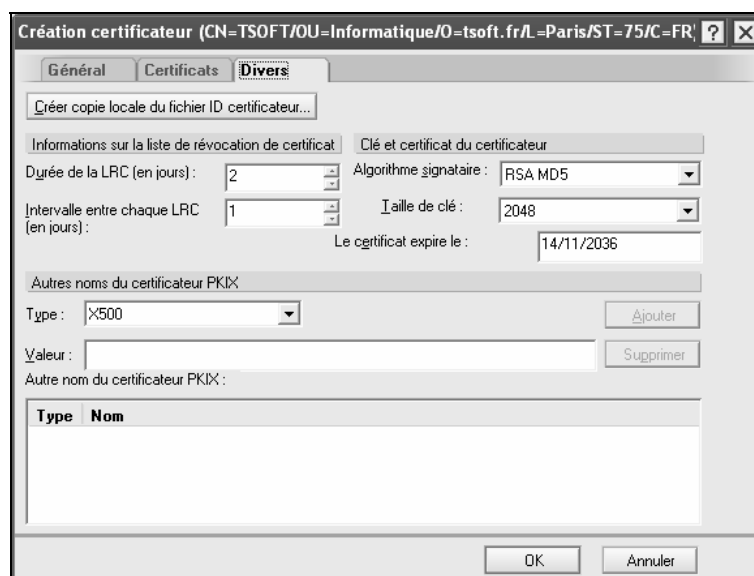 Création certificateur (CN=TSOFT/OU=Informatique/O=tsoft.fr/L=Paris/ST=75/C=FR)
Général Certificats Divers
Créer copie locale du fichier ID certificateur...
Informations sur la liste de révocation de certificat
Durée de la LRC (en jours) : 2
Intervalle entre chaque LRC (en jours) : 1
Clé et certificat du certificateur
Algorithme signataire : RSA MD5
Taille de clé : 2048
Le certificat expire le : 14/11/2036
Autres noms du certificateur PKIX
Type : X500 Ajouter
Valeur : Supprimer
Autre nom du certificateur PKIX :
Type Nom
OK Annuler